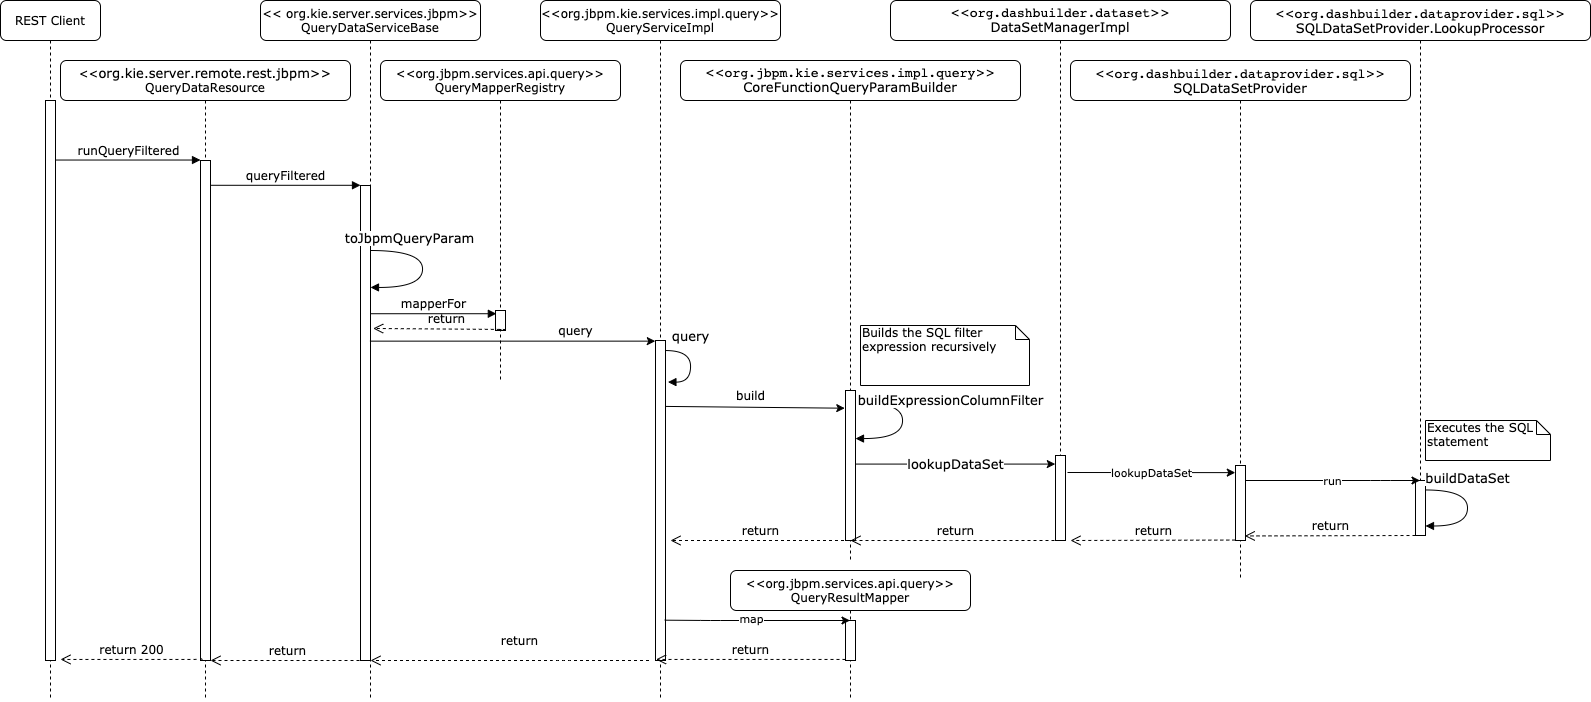 REST Client
<< org.kie.server.services.jbpm>>
QueryDataServiceBase
<<org.jbpm.kie.services.impl.query>>
QueryServiceImpl
<<org.dashbuilder.dataset>>
DataSetManagerImpl
<<org.dashbuilder.dataprovider.sql>>
SQLDataSetProvider.LookupProcessor
<<org.kie.server.remote.rest.jbpm>>
QueryDataResource
<<org.jbpm.services.api.query>>
QueryMapperRegistry
<<org.jbpm.kie.services.impl.query>>
CoreFunctionQueryParamBuilder
<<org.dashbuilder.dataprovider.sql>>
SQLDataSetProvider
runQueryFiltered
queryFiltered
toJbpmQueryParam
mapperFor
return
query
query
Builds the SQL filter
expression recursively
build
buildExpressionColumnFilter
Executes the SQL
statement
lookupDataSet
lookupDataSet
run
buildDataSet
return
return
return
return
<<org.jbpm.services.api.query>>
QueryResultMapper
map
return 200
return
return
return